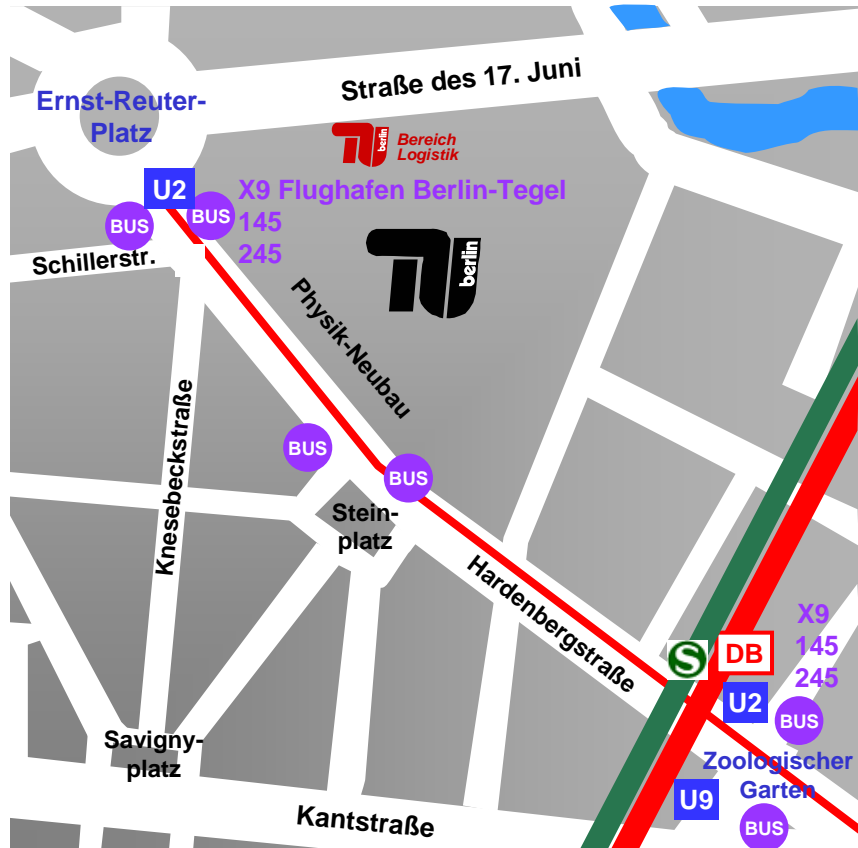 Straße des 17. Juni
Ernst-Reuter-
Platz
berlin
Bereich
Logistik
U2
BUS
BUS
X9 Flughafen Berlin-Tegel
145
245
Schillerstr.
berlin
Physik-Neubau
Knesebeckstraße
BUS
BUS
Stein-
platz
Hardenbergstraße
X9
145
245
S
DB
U2
BUS
Savigny-
platz
Zoologischer
Garten
U9
BUS
Kantstraße